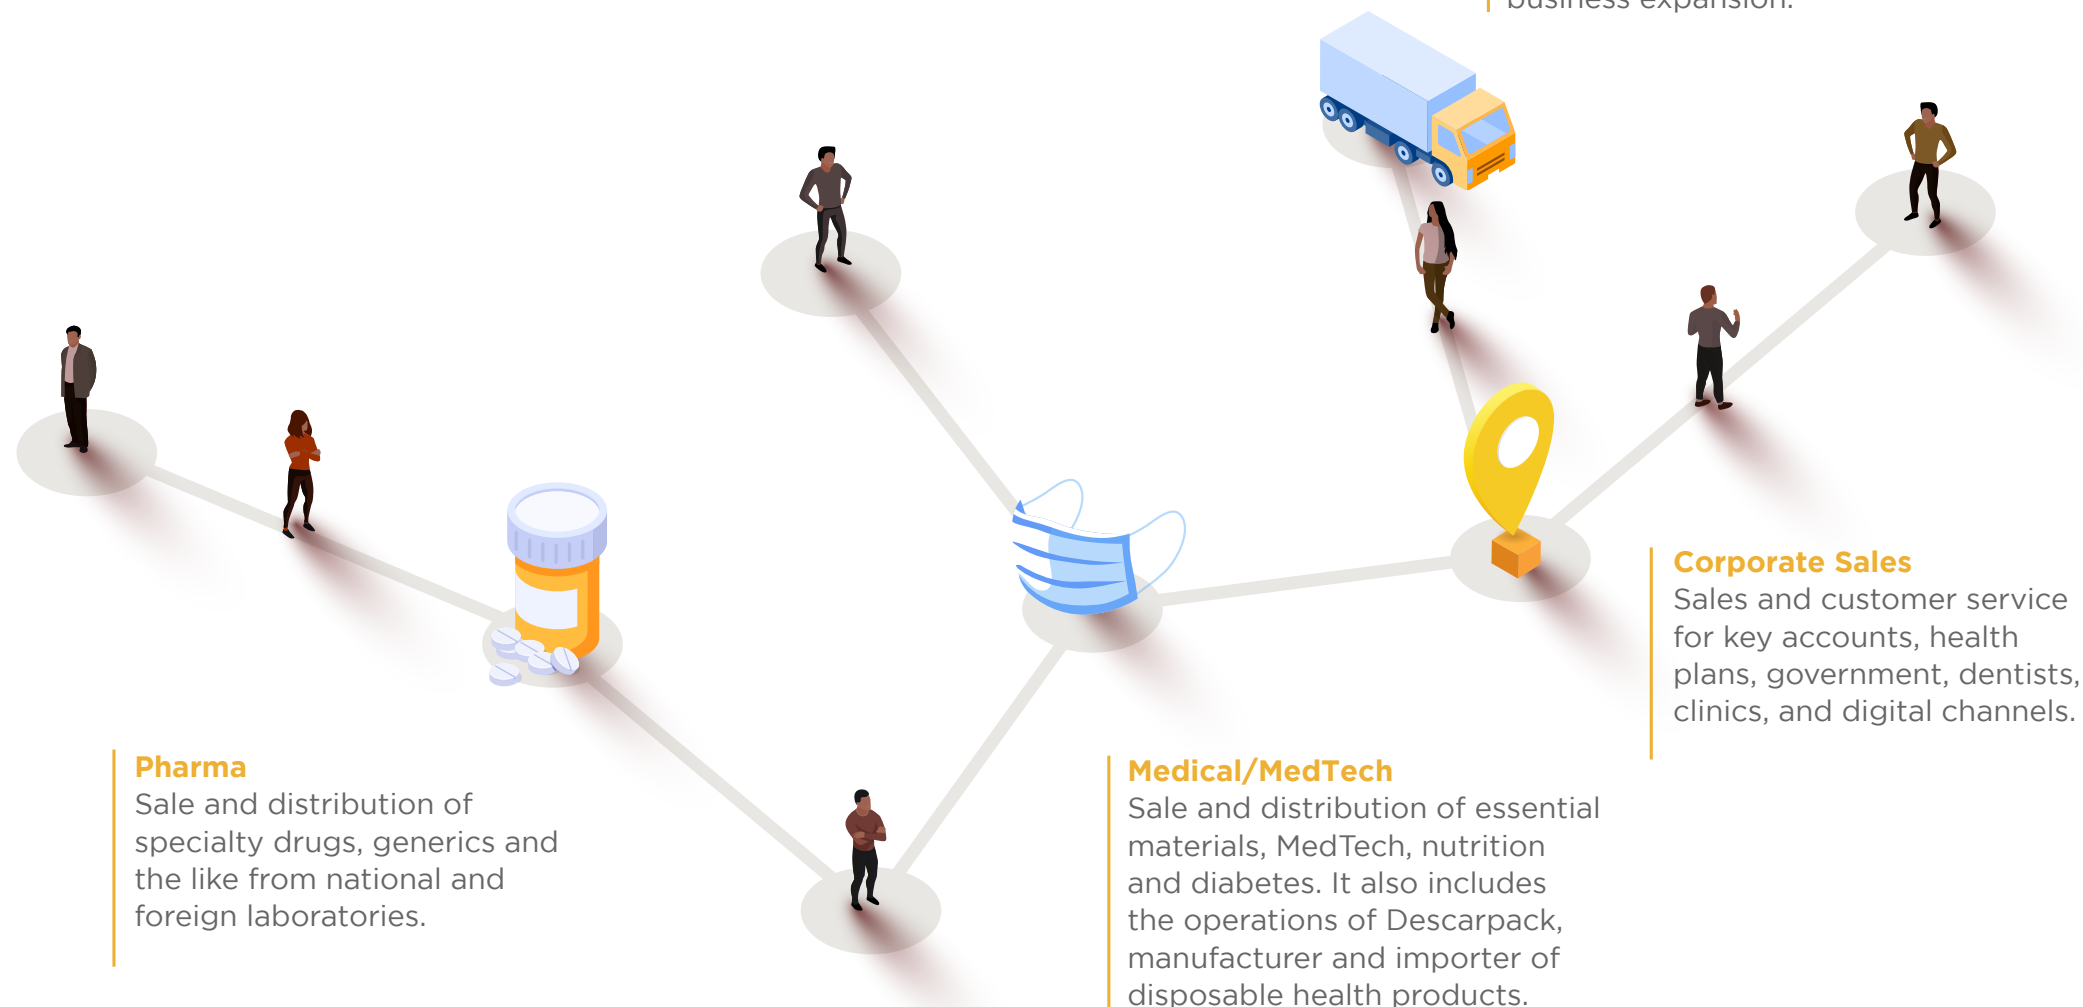 business expansion.
Corporate Sales
Sales and customer service
for key accounts, health
plans, government, dentists,
clinics, and digital channels.
Pharma
Sale and distribution of
specialty drugs, generics and
the like from national and
foreign laboratories.
Medical/MedTech
Sale and distribution of essential
materials, MedTech, nutrition
and diabetes. It also includes
the operations of Descarpack,
manufacturer and importer of
disposable health products.